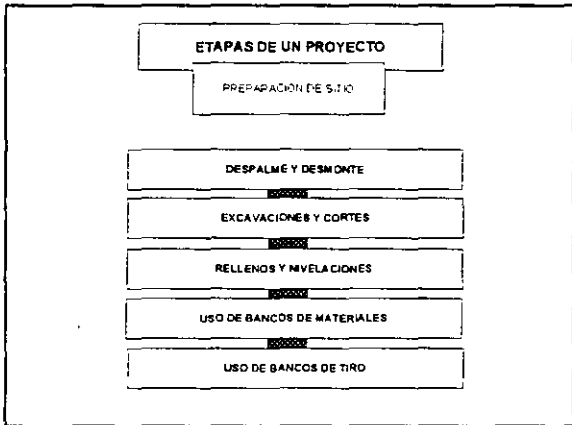 ETAPAS DE UN PROYECTO
PREPARACIÓN DE SITIO
DESPALME Y DESMONTE
EXCAVACIONES Y CORTES
RELLENOS Y NIVELACIONES
USO DE BANCOS DE MATERIALES
USO DE BANCOS DE TIRO